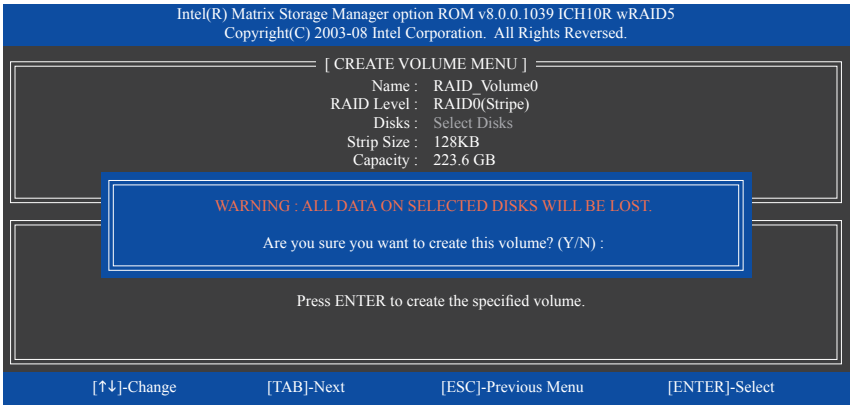 Intel(R) Matrix Storage Manager option ROM v8.0.0.1039 ICH10R wRAID5
Copyright(C) 2003-08 Intel Corporation.  All Rights Reversed.
[ CREATE VOLUME MENU ]
Name :  RAID_Volume0
RAID Level :  RAID0(Stripe)
Disks :  Select Disks
Strip Size :  128KB
Capacity :  223.6 GB
WARNING : ALL DATA ON SELECTED DISKS WILL BE LOST.
Are you sure you want to create this volume? (Y/N) :
Press ENTER to create the specified volume.
[↑↓]-Change [TAB]-Next [ESC]-Previous Menu [ENTER]-Select